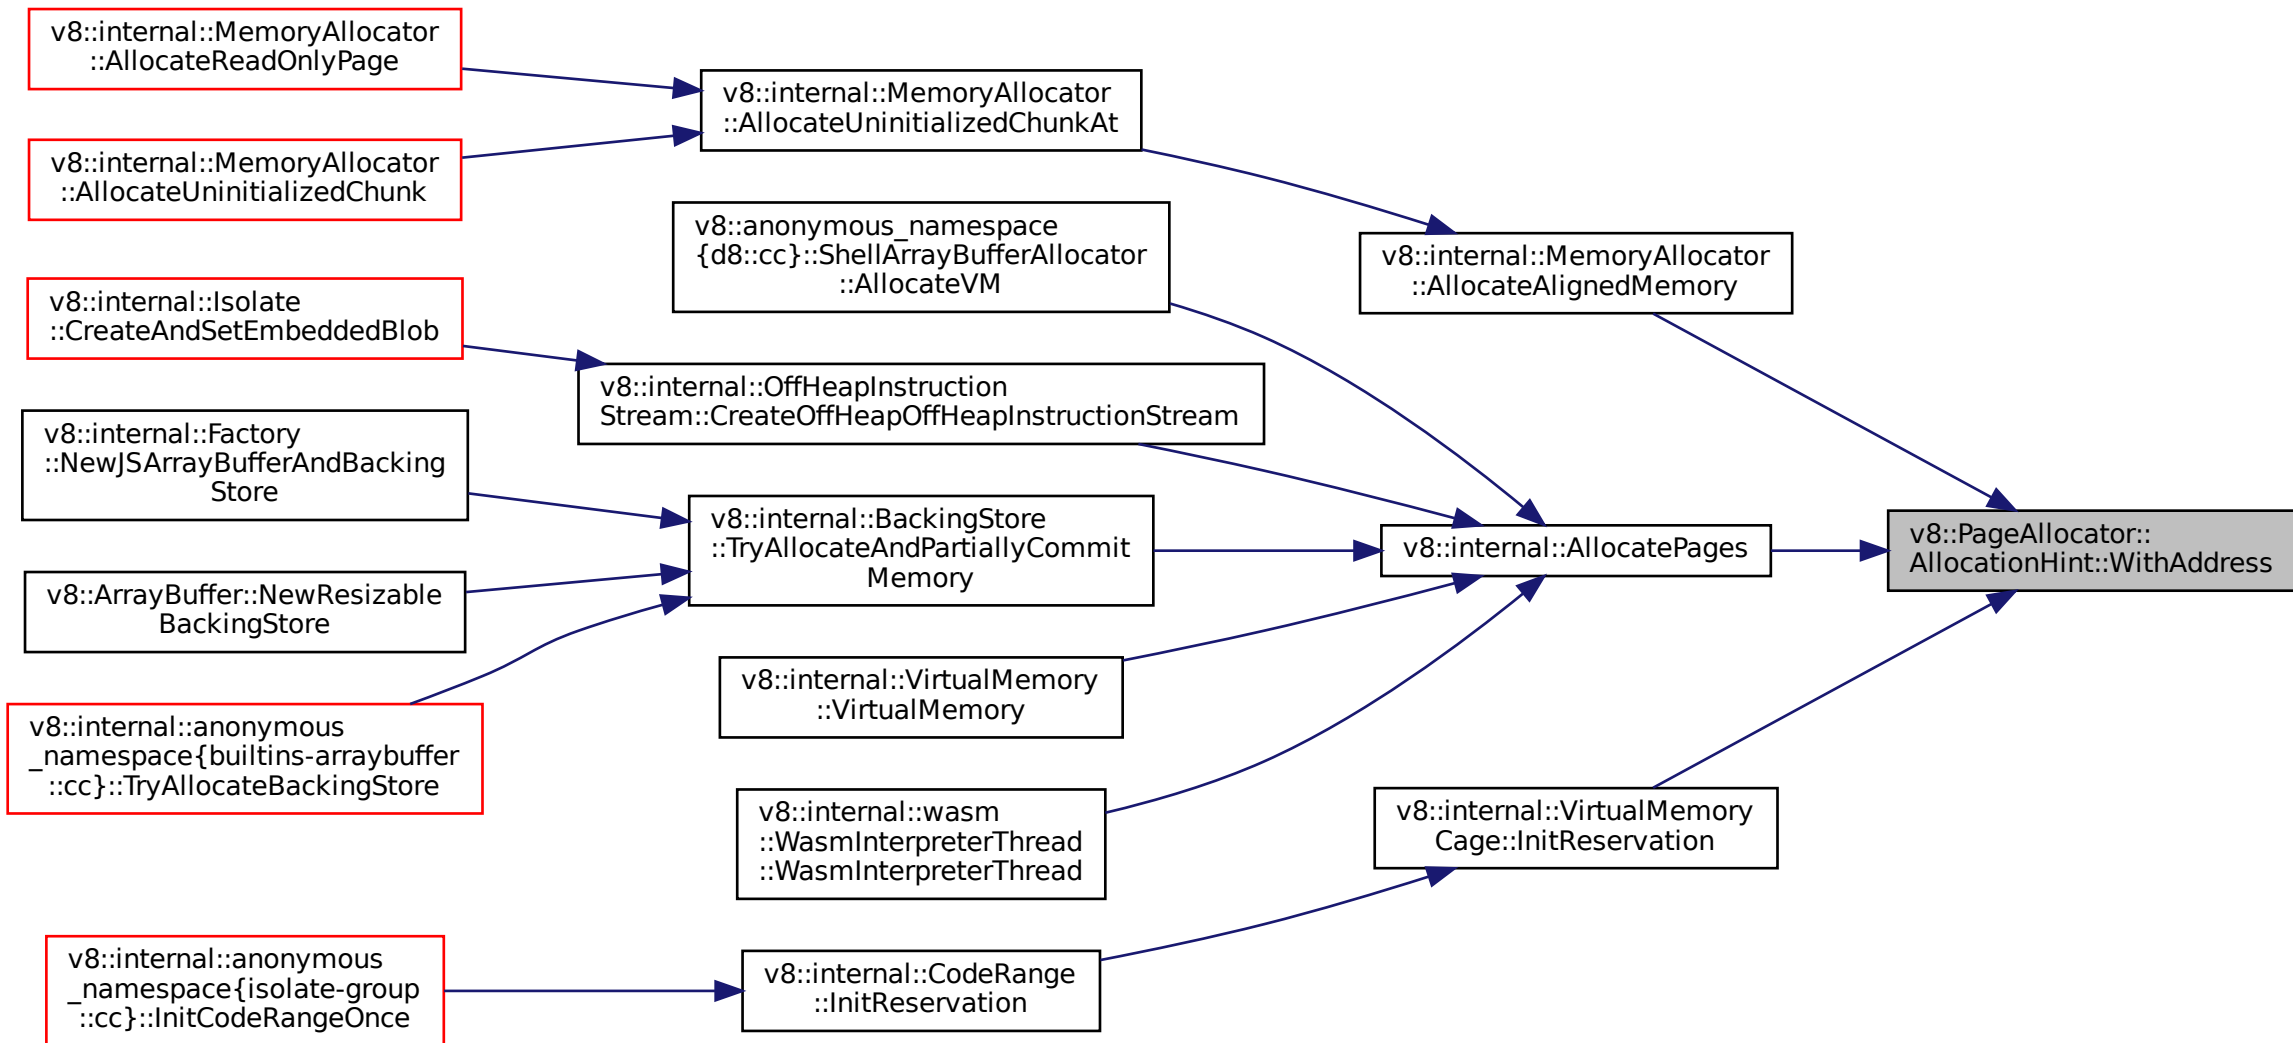 v8::internal::MemoryAllocator
::AllocateReadOnlyPage
v8::internal::MemoryAllocator
::AllocateUninitializedChunk
v8::internal::Isolate
::CreateAndSetEmbeddedBlob
v8::internal::Factory
::NewJSArrayBufferAndBacking
Store
v8::ArrayBuffer::NewResizable
BackingStore
v8::internal::anonymous
_namespace{builtins-arraybuffer
::cc}::TryAllocateBackingStore
v8::internal::anonymous
_namespace{isolate-group
::cc}::InitCodeRangeOnce
v8::internal::MemoryAllocator
::AllocateUninitializedChunkAt
v8::anonymous_namespace
{d8::cc}::ShellArrayBufferAllocator
::AllocateVM
v8::internal::OffHeapInstruction
Stream::CreateOffHeapOffHeapInstructionStream
v8::internal::BackingStore
::TryAllocateAndPartiallyCommit
Memory
v8::internal::VirtualMemory
::VirtualMemory
v8::internal::wasm
::WasmInterpreterThread
::WasmInterpreterThread
v8::internal::CodeRange
::InitReservation
v8::internal::MemoryAllocator
::AllocateAlignedMemory
v8::internal::AllocatePages
v8::internal::VirtualMemory
Cage::InitReservation
v8::PageAllocator::
AllocationHint::WithAddress